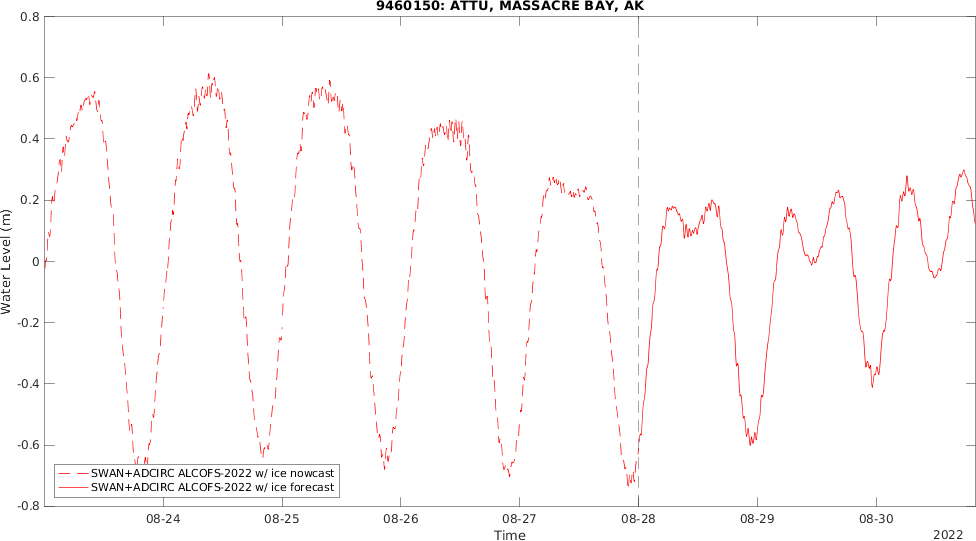 9460150: ATTU, MASSACRE BAY, AK
0.8
0.6
0.4
0.2
0
-0.2
-0.4
-0.6
-0.8
Water Level (m)
SWAN+ADCIRC ALCOFS-2022 w/ ice nowcast
SWAN+ADCIRC ALCOFS-2022 w/ ice forecast
08-24 08-25 08-26 08-27 08-28 08-29 08-30
Time
2022